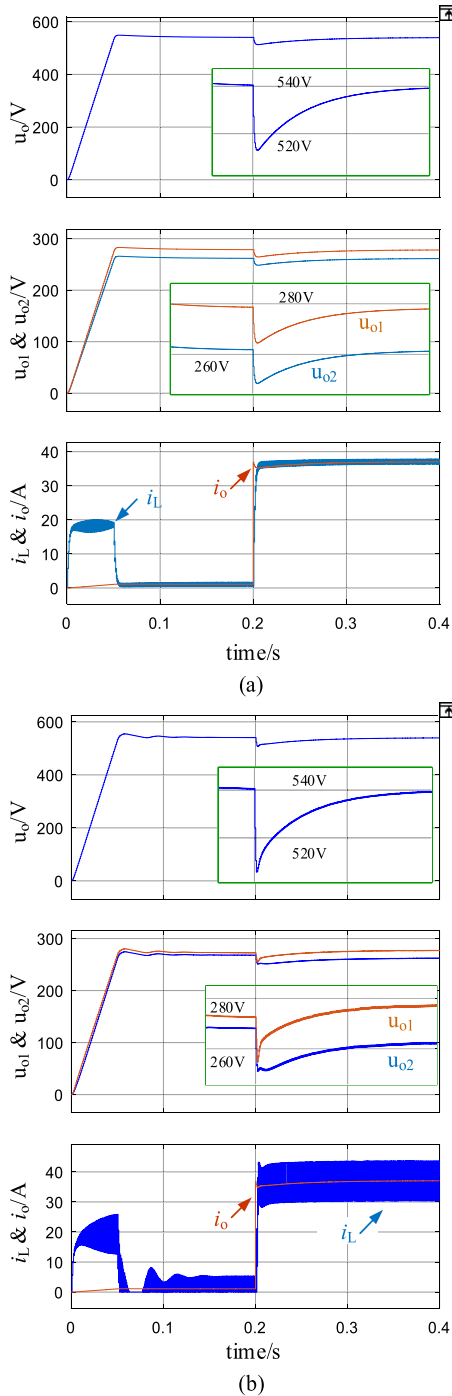 600
400
200
0
u_o/V
540V
520V
300
200
100
0
u_o1 & u_o2/V
280V
u_o1
260V
u_o2
40
30
20
10
0
i_L & i_o/A
i_L
i_o
0
0.1
0.2
0.3
0.4
time/s
(a)
600
400
200
0
u_o/V
540V
520V
300
200
100
0
u_o1 & u_o2/V
280V
u_o1
260V
u_o2
40
30
20
10
0
i_L & i_o/A
i_o
i_L
0
0.1
0.2
0.3
0.4
time/s
(b)